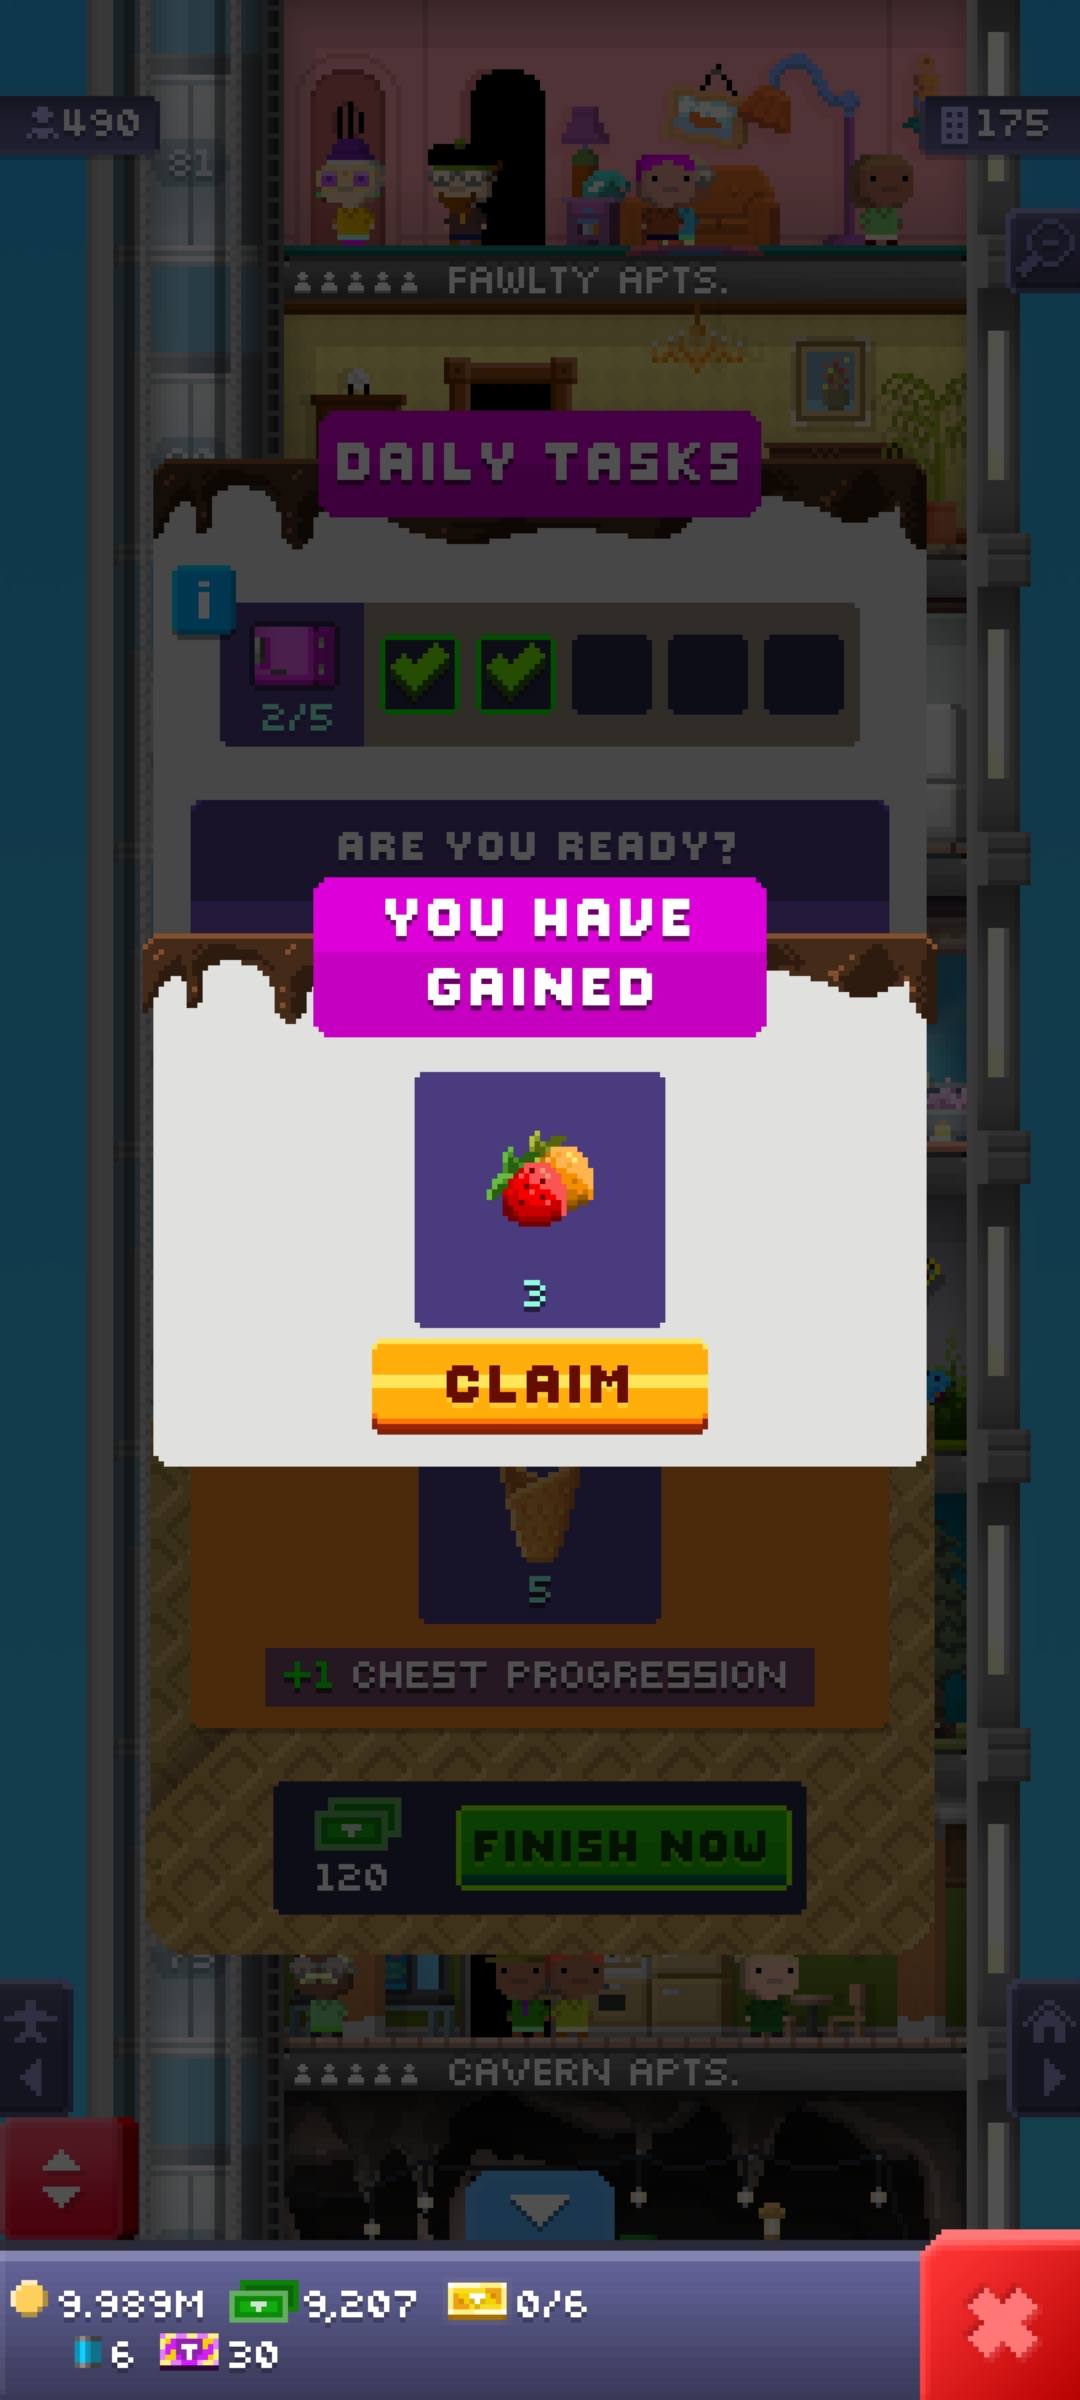 490
175
81
FAWLTY APTS.
DAILY TASKS
i
2/5
ARE YOU READY?
YOU HAVE
GAINED
3
CLAIM
5
+1 CHEST PROGRESSION
120
FINISH NOW
CAVERN APTS.
9.989M
9,207
0/6
6
T
30